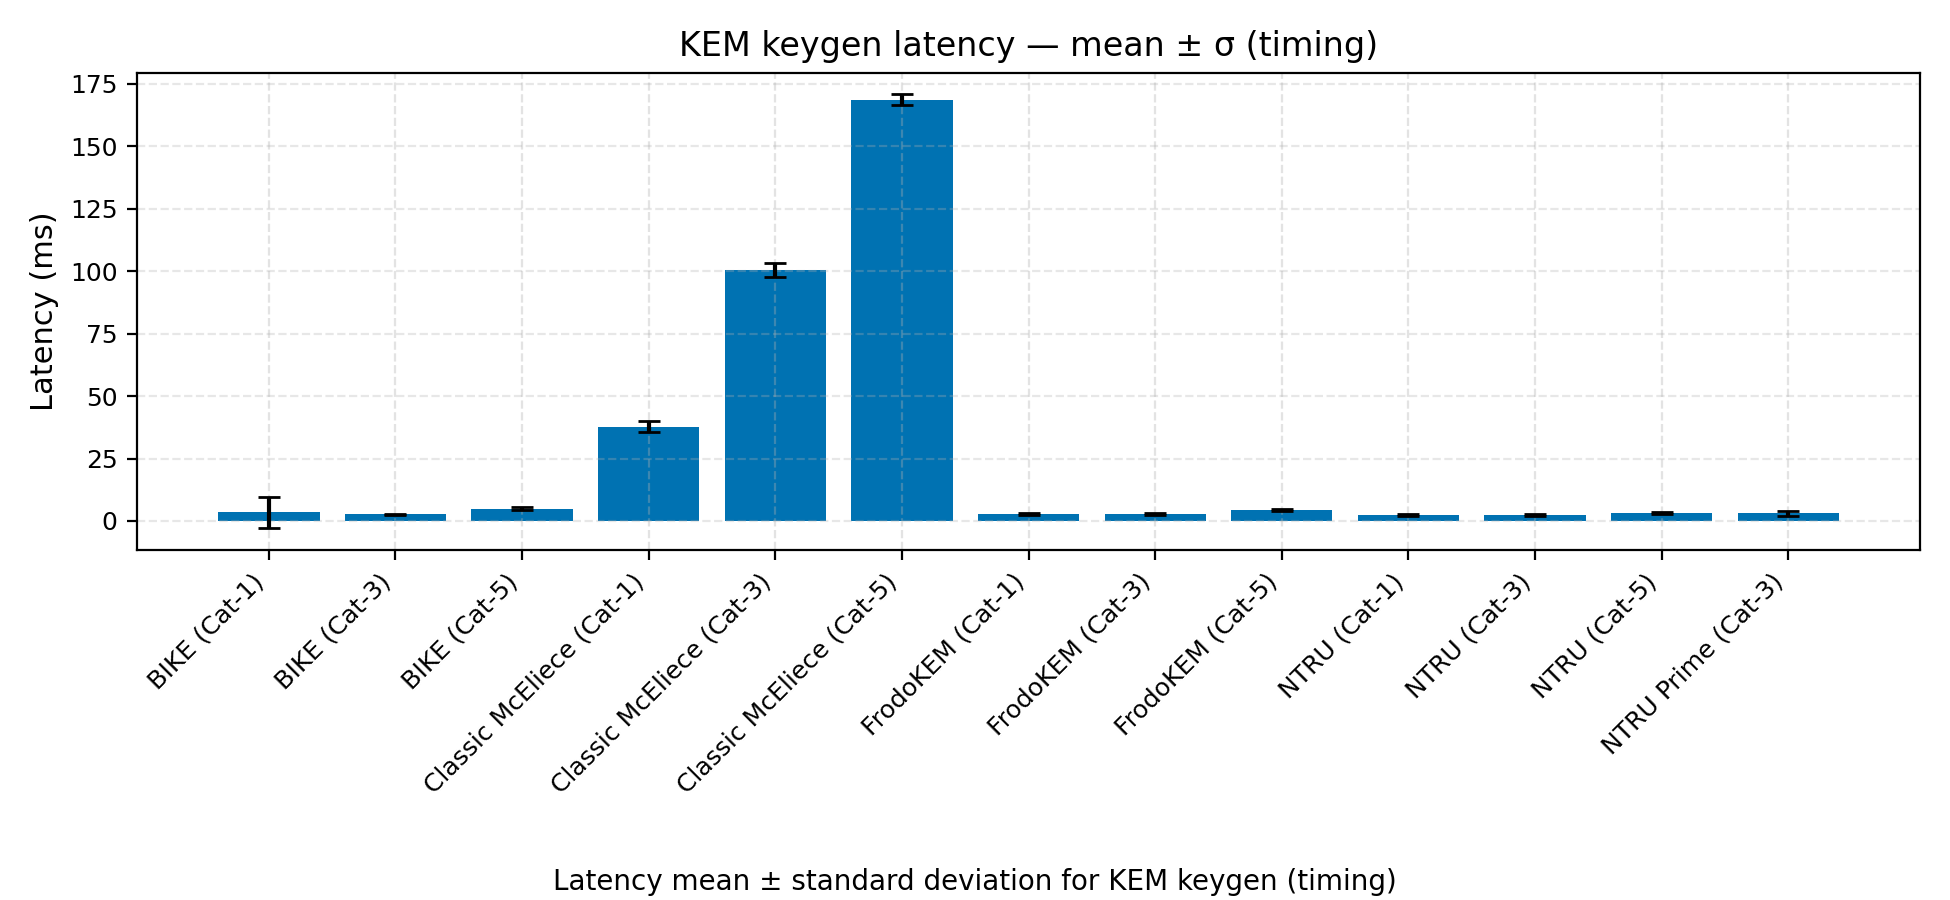 KEM keygen latency — mean ± σ (timing)
Latency (ms)
175
150
125
100
75
50
25
0
BIKE (Cat-1)
BIKE (Cat-3)
BIKE (Cat-5)
Classic McEliece (Cat-1)
Classic McEliece (Cat-3)
Classic McEliece (Cat-5)
FrodoKEM (Cat-1)
FrodoKEM (Cat-3)
FrodoKEM (Cat-5)
NTRU (Cat-1)
NTRU (Cat-3)
NTRU (Cat-5)
NTRU Prime (Cat-3)
Latency mean ± standard deviation for KEM keygen (timing)